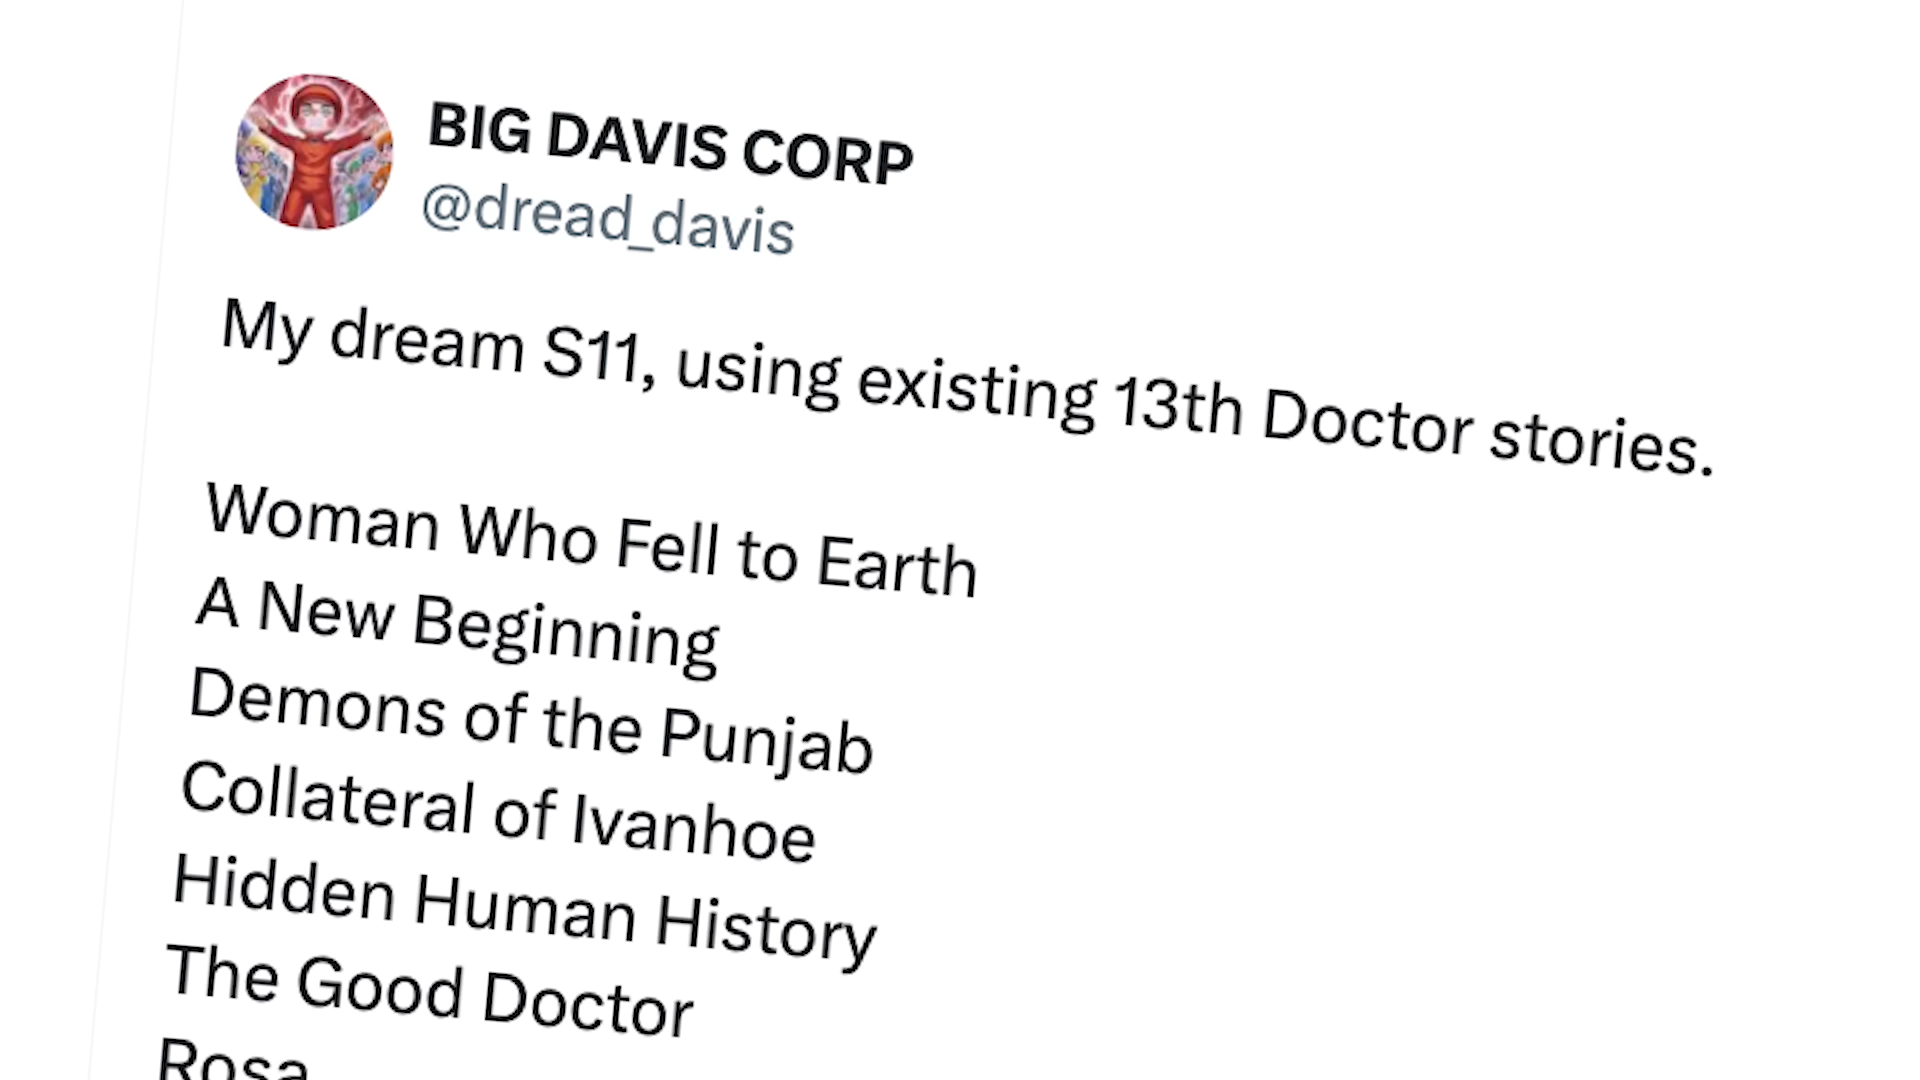 BIG DAVIS CORP
@dread_davis
My dream S11, using existing 13th Doctor stories.
Woman Who Fell to Earth
A New Beginning
Demons of the Punjab
Collateral of Ivanhoe
Hidden Human History
The Good Doctor
Rosa